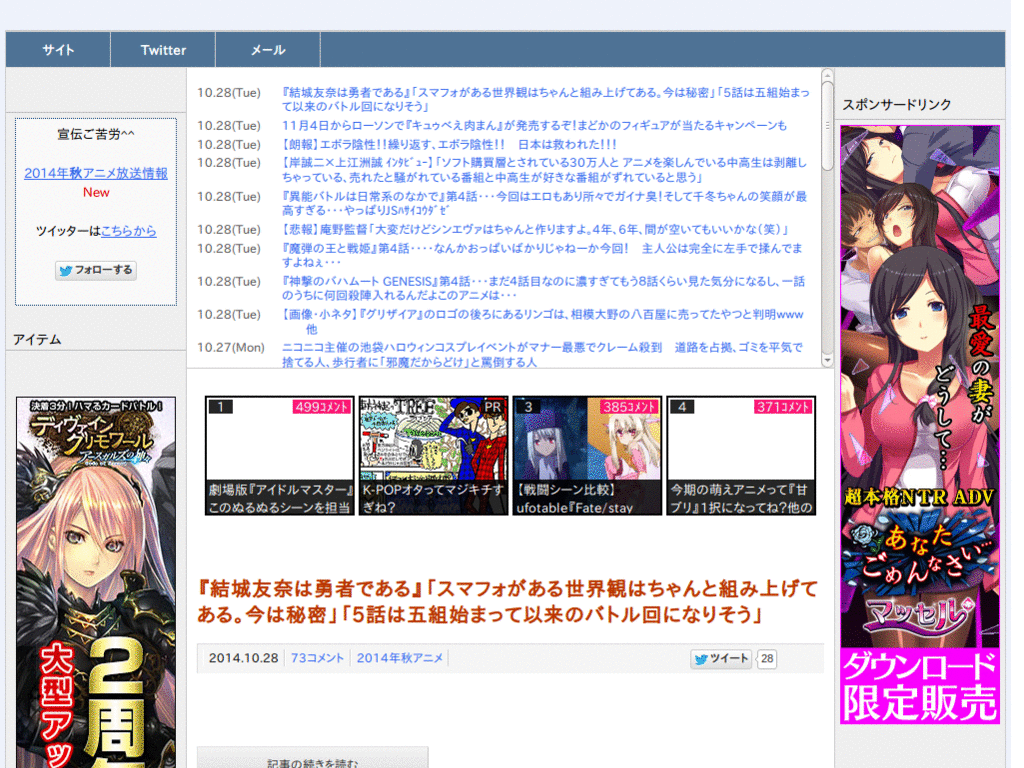 サイト
Twitter
メール
宣伝ご苦労^^
2014年秋アニメ放送情報
New
ツイッターはこちらから
フォローする
アイテム
決着3分!ハマるカードバトル!
ディヴァイン
グリモワール
アースガルズの神々
大型アッ
2周年
10.28(Tue) 『結城友奈は勇者である』「スマフォがある世界観はちゃんと組み上げてある。今は秘密」「5話は五組始まっ
て以来のバトル回になりそう」
10.28(Tue) 11月4日からローソンで『キュゥべえ肉まん』が発売するぞ!まどかのフィギュアが当たるキャンペーンも
10.28(Tue) 【朗報】エボラ陰性!!繰り返す、エボラ陰性!! 日本は救われた!!!
10.28(Tue) 【岸誠二×上江洲誠 ｲﾝﾀﾋﾞｭｰ】「ソフト購買層とされている30万人と アニメを楽しんでいる中高生は剥離し
ちゃっている、売れたと騒がれている番組と中高生が好きな番組がずれていると思う」
10.28(Tue) 『異能バトルは日常系のなかで』第4話･･･今回はエロもあり所々でガイナ臭!そして千冬ちゃんの笑顔が最
高すぎる･･･やっぱりJSﾊｻｲｺｳﾀﾞｾﾞ
10.28(Tue) 【悲報】庵野監督「大変だけどシンエヴァはちゃんと作りますよ。4年、6年、間が空いてもいいかな（笑）」
10.28(Tue) 『魔弾の王と戦姫』第4話････なんかおっぱいばかりじゃねーか今回! 主人公は完全に左手で揉んでま
すよねぇ･･･
10.28(Tue) 『神撃のバハムート GENESIS』第4話･･･まだ4話目なのに濃すぎてもう8話くらい見た気分になるし、一話
のうちに何回殺陣入れるんだよこのアニメは･･･
10.28(Tue) 【画像・小ネタ】『グリザイア』のロゴの後ろにあるリンゴは、相模大野の八百屋に売ってたやつと判明www
他
10.27(Mon) ニコニコ主催の池袋ハロウィンコスプレイベントがマナー最悪でクレーム殺到 道路を占拠、ゴミを平気で
捨てる人、歩行者に「邪魔だからどけ」と罵倒する人
1
499ｺﾒﾝﾄ
劇場版『アイドルマスター』
このぬるぬるシーンを担当
TREE
PR
K-POPオタってマジキチす
ぎね?
3
385ｺﾒﾝﾄ
【戦闘シーン比較】
ufotable『Fate/stay
4
371ｺﾒﾝﾄ
今期の萌えアニメって『甘
ブリ』1択になってね?他の
『結城友奈は勇者である』「スマフォがある世界観はちゃんと組み上げて
ある。今は秘密」「5話は五組始まって以来のバトル回になりそう」
2014.10.28
73コメント
2014年秋アニメ
ツイート
28
記事の続きを読む
スポンサードリンク
最愛の妻が
どうして…
超本格NTR ADV
あなた
ごめんなさい…
マッセル
ダウンロード
限定販売